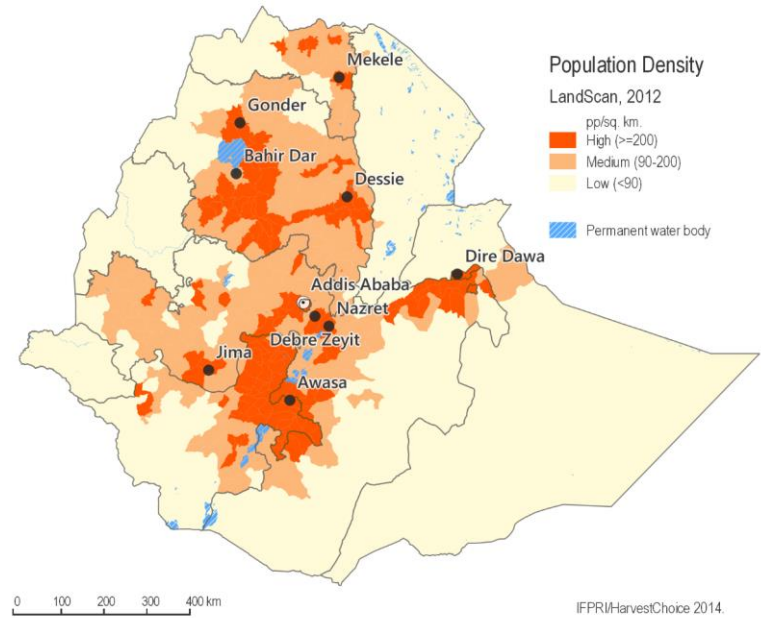 Mekele
Population Density
LandScan, 2012
pp/sq. km.
High (>=200)
Medium (90-200)
Low (<90)
Permanent water body
Gonder
Bahir Dar
Dessie
Dire Dawa
Addis Ababa
Nazret
Debre Zeyit
Jima
Awasa
0 100 200 400 km
IFPRI/HarvestChoice 2014.